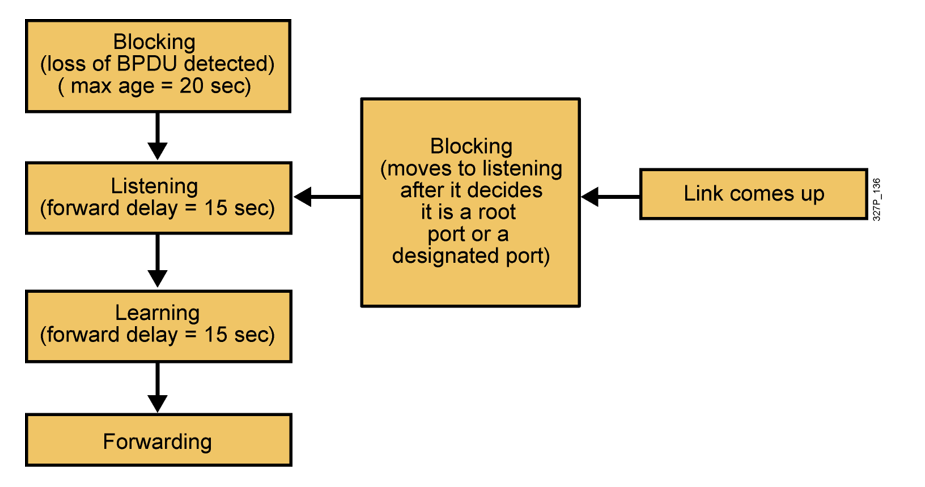 Blocking
(loss of BPDU detected)
( max age = 20 sec)
Listening
(forward delay = 15 sec)
Learning
(forward delay = 15 sec)
Forwarding
Blocking
(moves to listening
after it decides
it is a root
port or a
designated port)
Link comes up
327P_136